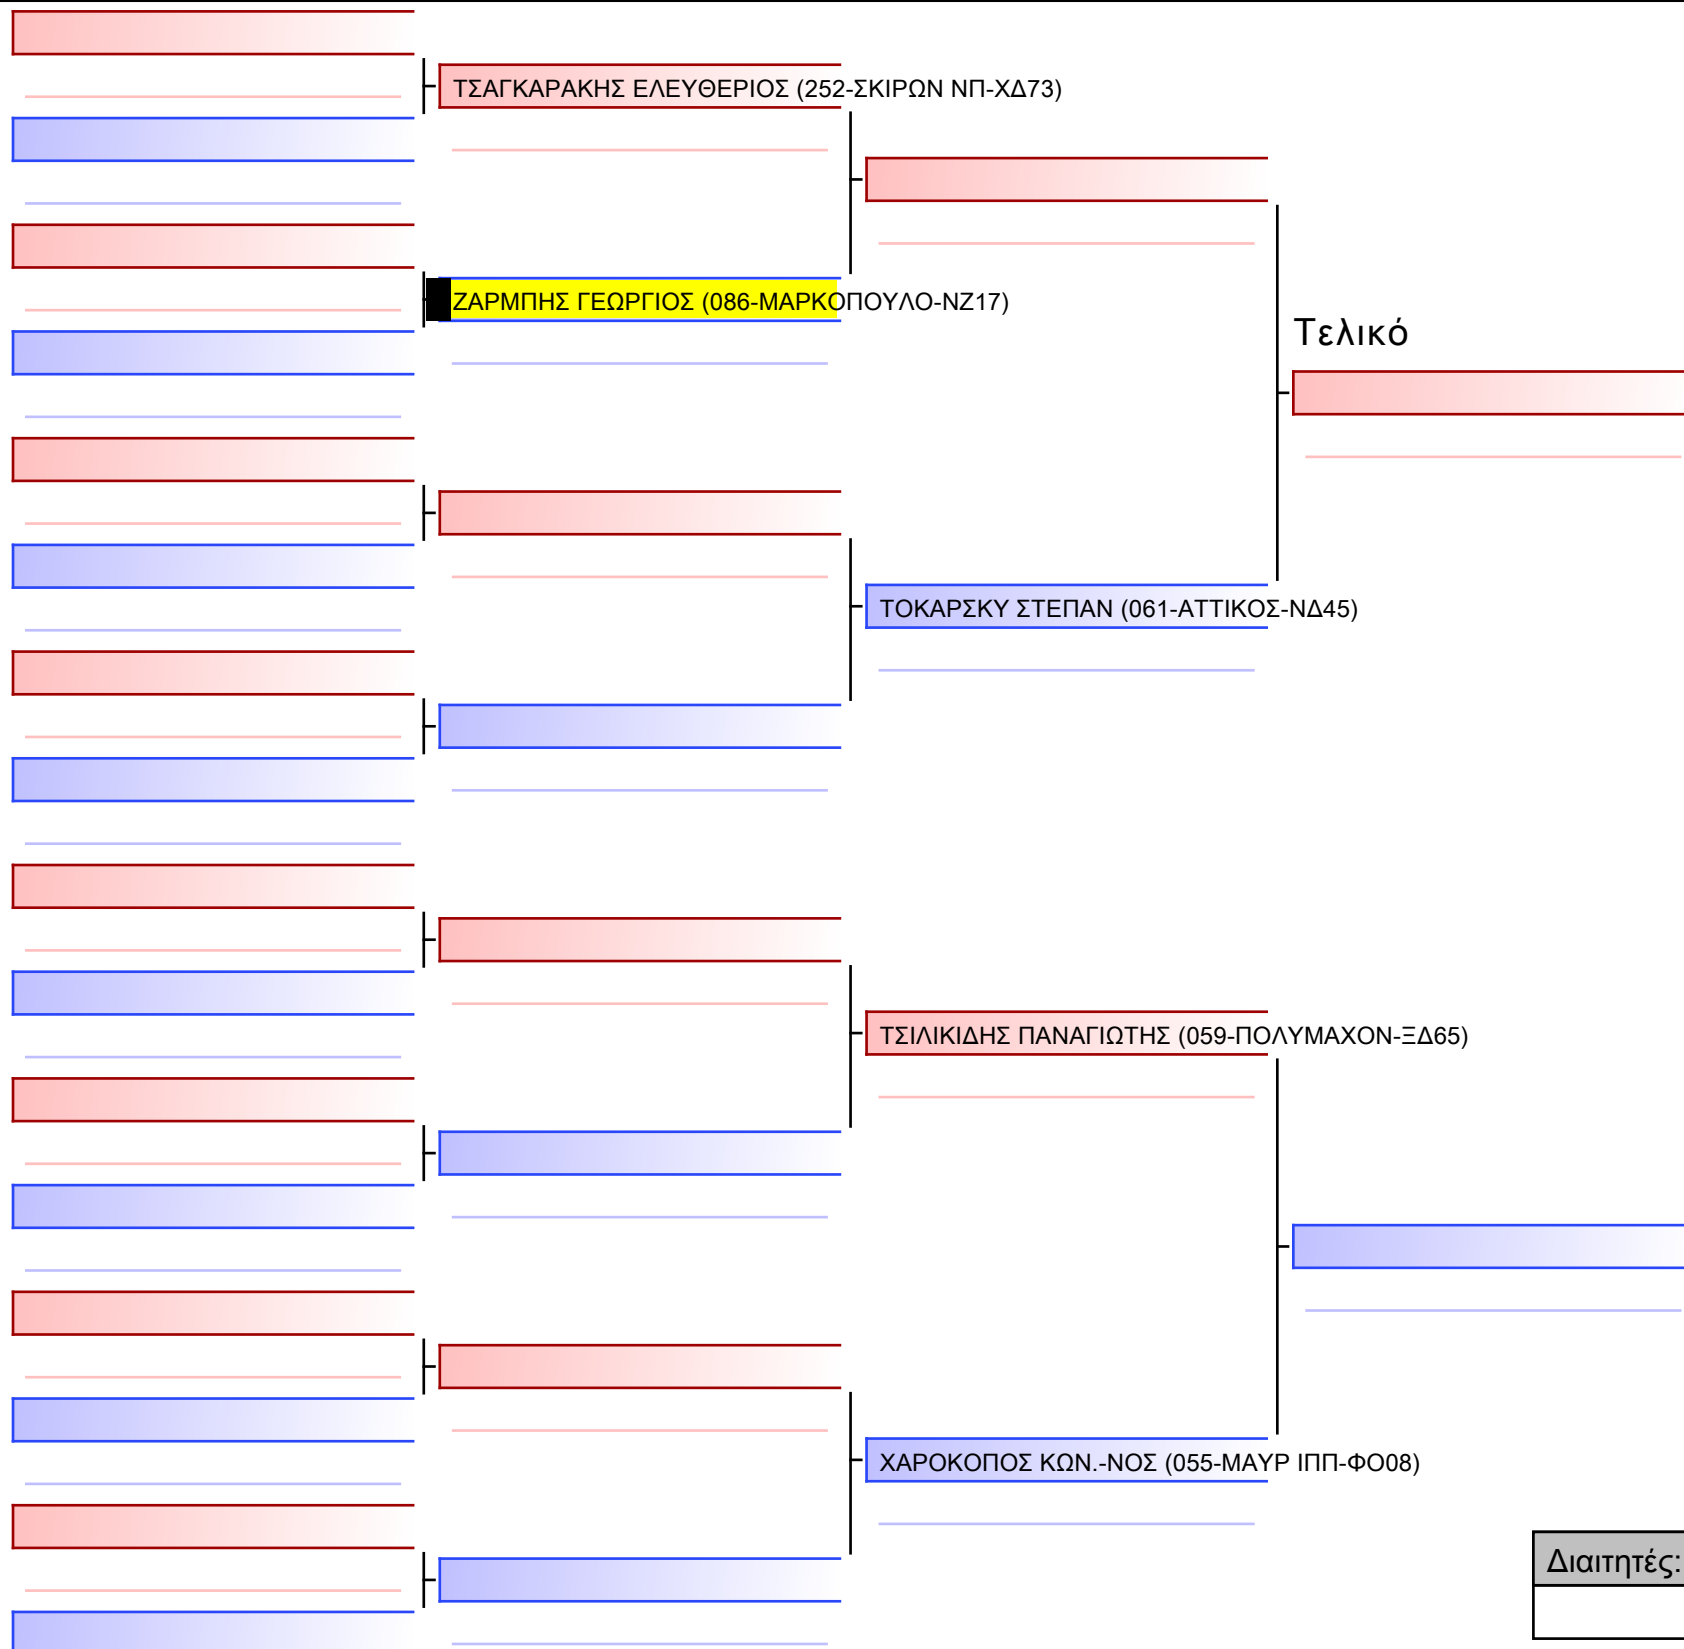 ΤΣΑΓΚΑΡΑΚΗΣ ΕΛΕΥΘΕΡΙΟΣ (252-ΣΚΙΡΩΝ ΝΠ-ΧΔ73)
ΖΑΡΜΠΗΣ ΓΕΩΡΓΙΟΣ (086-ΜΑΡΚΟΠΟΥΛΟ-ΝΖ17)
Τελικό
ΤΟΚΑΡΣΚΥ ΣΤΕΠΑΝ (061-ΑΤΤΙΚΟΣ-ΝΔ45)
ΤΣΙΛΙΚΙΔΗΣ ΠΑΝΑΓΙΩΤΗΣ (059-ΠΟΛΥΜΑΧΟΝ-ΞΔ65)
ΧΑΡΟΚΟΠΟΣ ΚΩΝ.-ΝΟΣ (055-ΜΑΥΡ ΙΠΠ-ΦΟ08)
Διαιτητές: